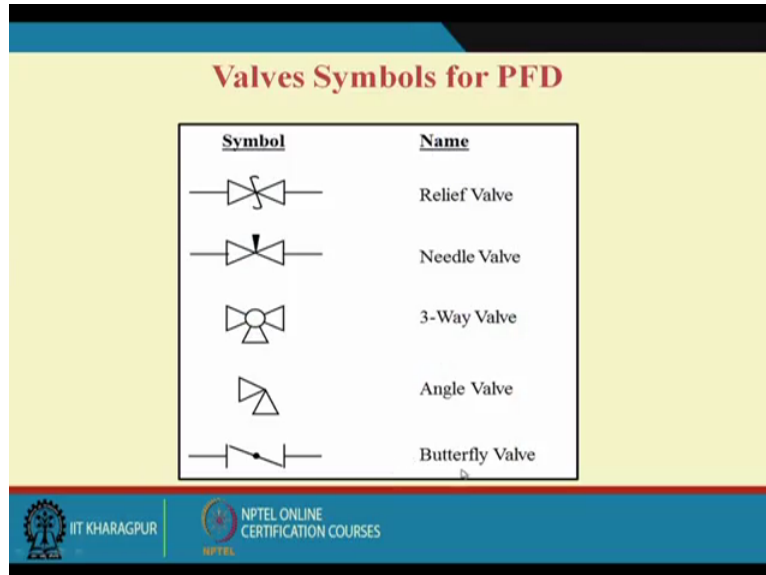 Valves Symbols for PFD
Symbol Name
Relief Valve
Needle Valve
3-Way Valve
Angle Valve
Butterfly Valve
IIT KHARAGPUR
NPTEL ONLINE
CERTIFICATION COURSES
NPTEL